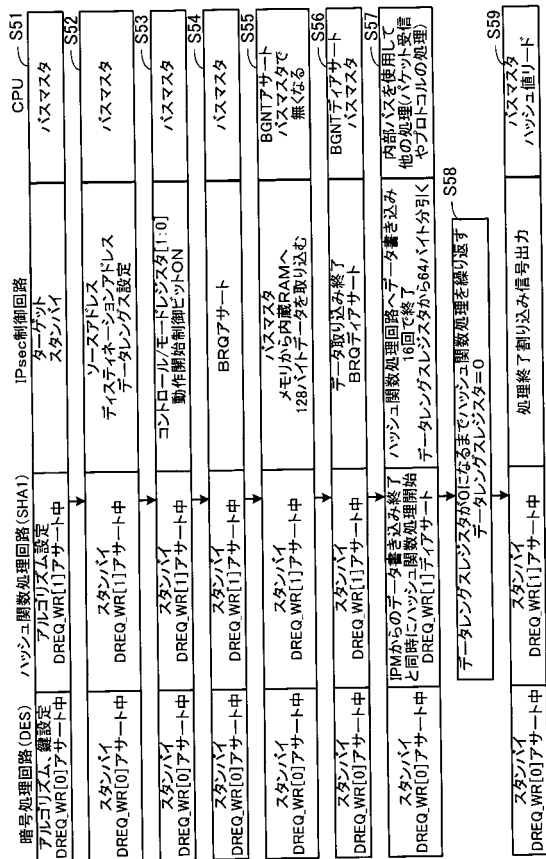 暗号処理回路(DES)
ハッシュ関数処理回路(SHA1)
IPsec制御回路
CPU
S51
アルゴリズム、鍵設定
DREQ_WR[0]アサート中
アルゴリズム設定
DREQ_WR[1]アサート中
ターゲット
スタンバイ
バスマスタ
S52
スタンバイ
DREQ_WR[0]アサート中
スタンバイ
DREQ_WR[1]アサート中
ソースアドレス
ディスティネーションアドレス
データレングス設定
バスマスタ
S53
スタンバイ
DREQ_WR[0]アサート中
スタンバイ
DREQ_WR[1]アサート中
コントロール/モードレジスタ[1:0]
動作開始制御ビットON
バスマスタ
S54
スタンバイ
DREQ_WR[0]アサート中
スタンバイ
DREQ_WR[1]アサート中
BRQアサート
バスマスタ
S55
スタンバイ
DREQ_WR[0]アサート中
スタンバイ
DREQ_WR[1]アサート中
バスマスタ
メモリから内蔵RAMへ
128バイトデータを取り込む
BGNTアサート
バスマスタで
無くなる
S56
スタンバイ
DREQ_WR[0]アサート中
スタンバイ
DREQ_WR[1]アサート中
データ取り込み終了
BRQディアサート
BGNTディアサート
バスマスタ
S57
スタンバイ
DREQ_WR[0]アサート中
IPMからのデータ書き込み終了
と同時にハッシュ関数処理開始
DREQ_WR[1]ディアサート
ハッシュ関数処理回路へデータ書き込み
16回で終了
データレングスレジスタから64バイト分引く
内部バスを使用して
他の処理(パケット受信
やプロトコルの処理)
S58
データレングスレジスタが0になるまでハッシュ関数処理を繰り返す
データレングスレジスタ=0
S59
スタンバイ
DREQ_WR[0]アサート中
スタンバイ
DREQ_WR[1]アサート中
処理終了割り込み信号出力
バスマスタ
ハッシュ値リード